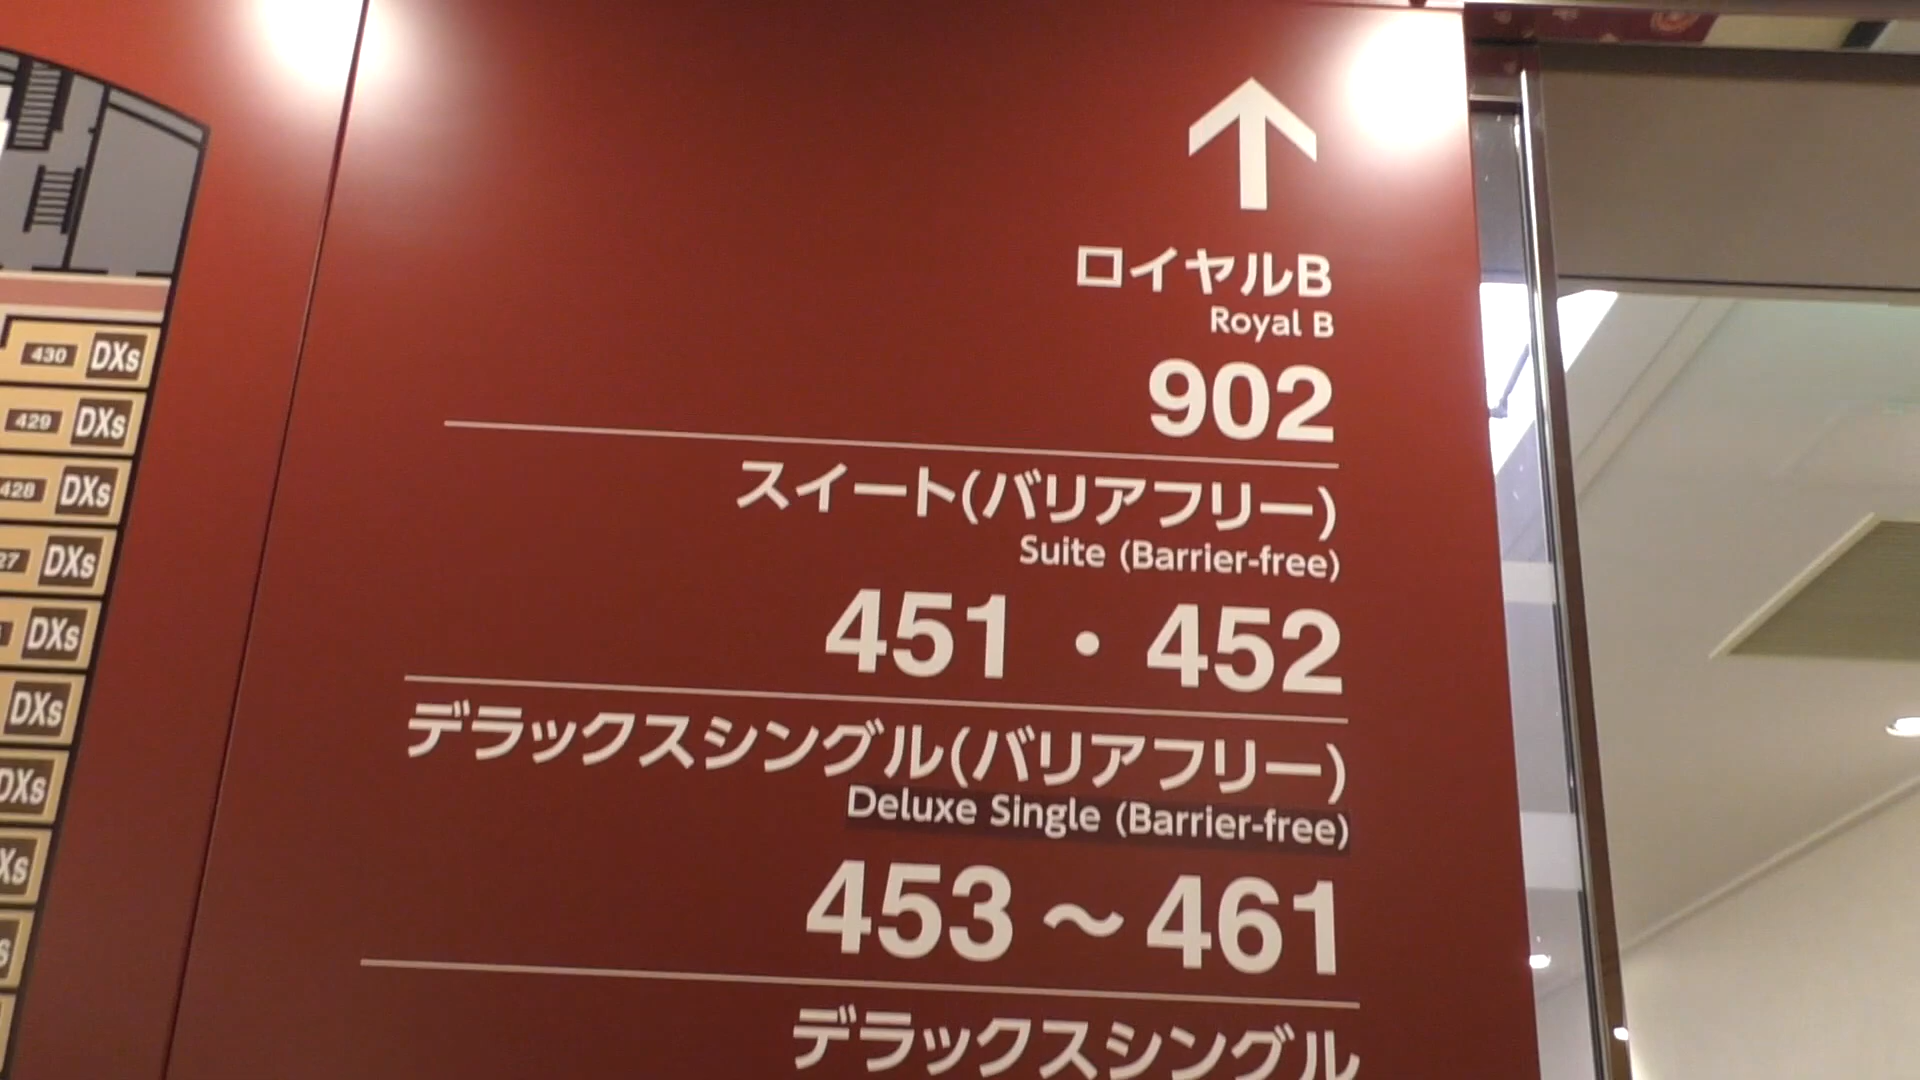 430 DXs
429 DXs
428 DXs
27 DXs
DXs
DXs
DXs
Xs
s
ロイヤルB
Royal B
902
スイート(バリアフリー)
Suite (Barrier-free)
451・452
デラックスシングル(バリアフリー)
Deluxe Single (Barrier-free)
453～461
デラックスシングル